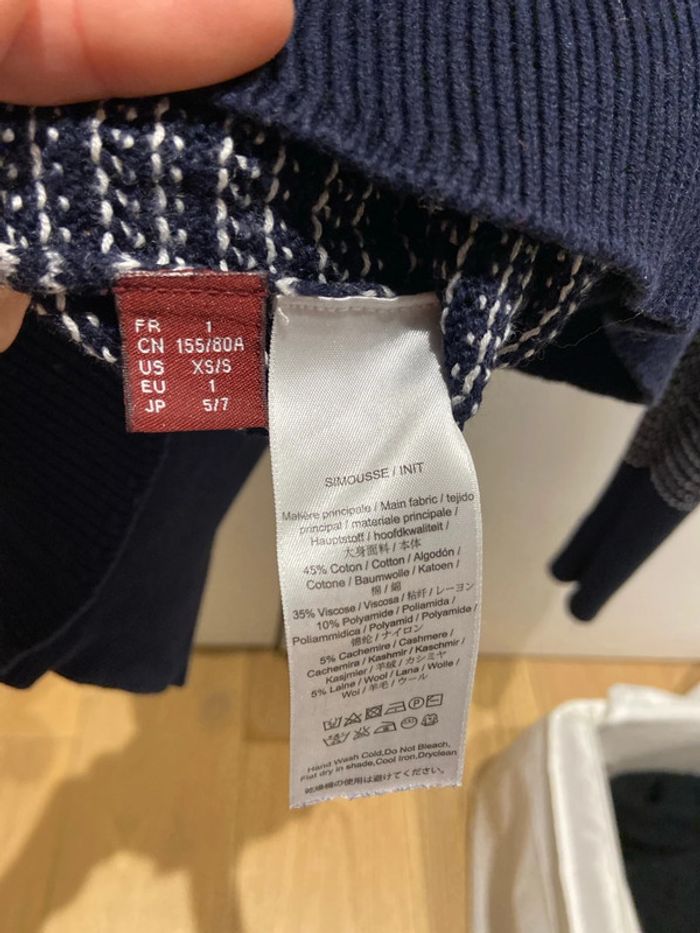 FR 1
CN 155/80A
US XS/S
EU 1
JP 5/7
SIMOUSSE / INIT
Matière principale / Main fabric / tejido
principal / materiale principale /
Hauptstoff / hoofdkwaliteit /
大身面料 / 本体
45% Coton / Cotton / Algodón /
Cotone / Baumwolle / Katoen /
棉 / 綿
35% Viscose / Viscosa / 粘纤 / レーヨン
10% Polyamide / Poliamida /
Poliammidica / Polyamid / Polyamide /
锦纶 / ナイロン
5% Cachemire / Cashmere /
Cachemira / Kashmir / Kaschmir /
Kasjmier / 羊绒 / カシミヤ
5% Laine / Wool / Lana / Wolle /
Wol / 羊毛 / ウール
Hand Wash Cold,Do Not Bleach,
Flat dry in shade,Cool Iron,Dryclean
乾燥機の使用は避けてください。